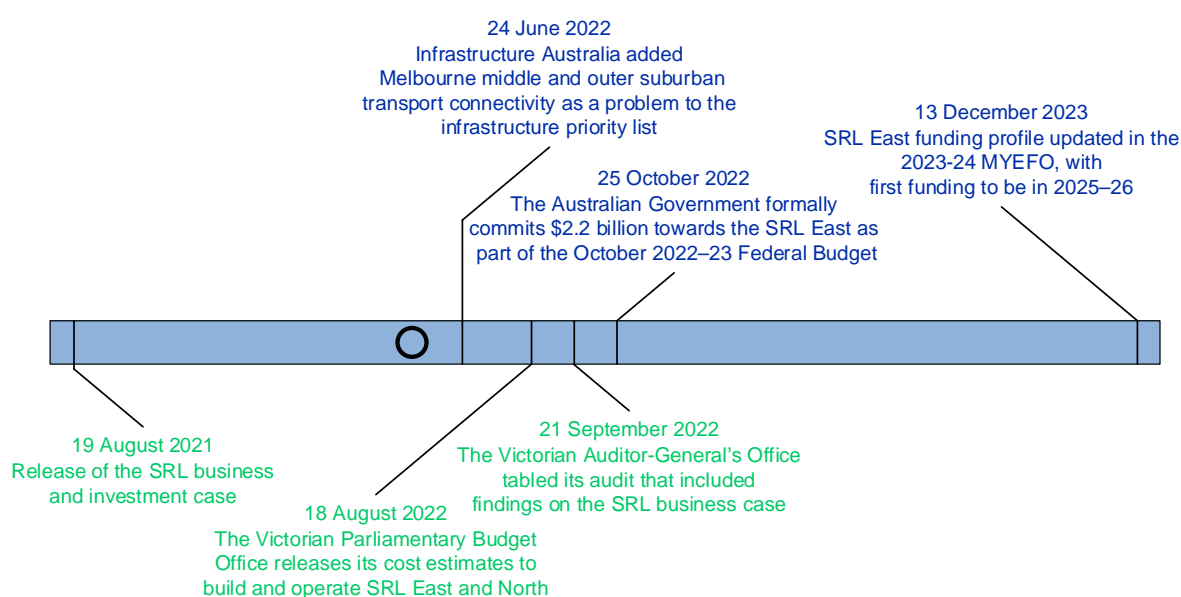 24 June 2022
Infrastructure Australia added
Melbourne middle and outer suburban
transport connectivity as a problem to the
infrastructure priority list
13 December 2023
SRL East funding profile updated in the
2023-24 MYEFO, with
first funding to be in 2025–26
25 October 2022
The Australian Government formally
commits $2.2 billion towards the SRL East as
part of the October 2022–23 Federal Budget
19 August 2021
Release of the SRL business
and investment case
21 September 2022
The Victorian Auditor-General’s Office
tabled its audit that included
findings on the SRL business case
18 August 2022
The Victorian Parliamentary Budget
Office releases its cost estimates to
build and operate SRL East and North